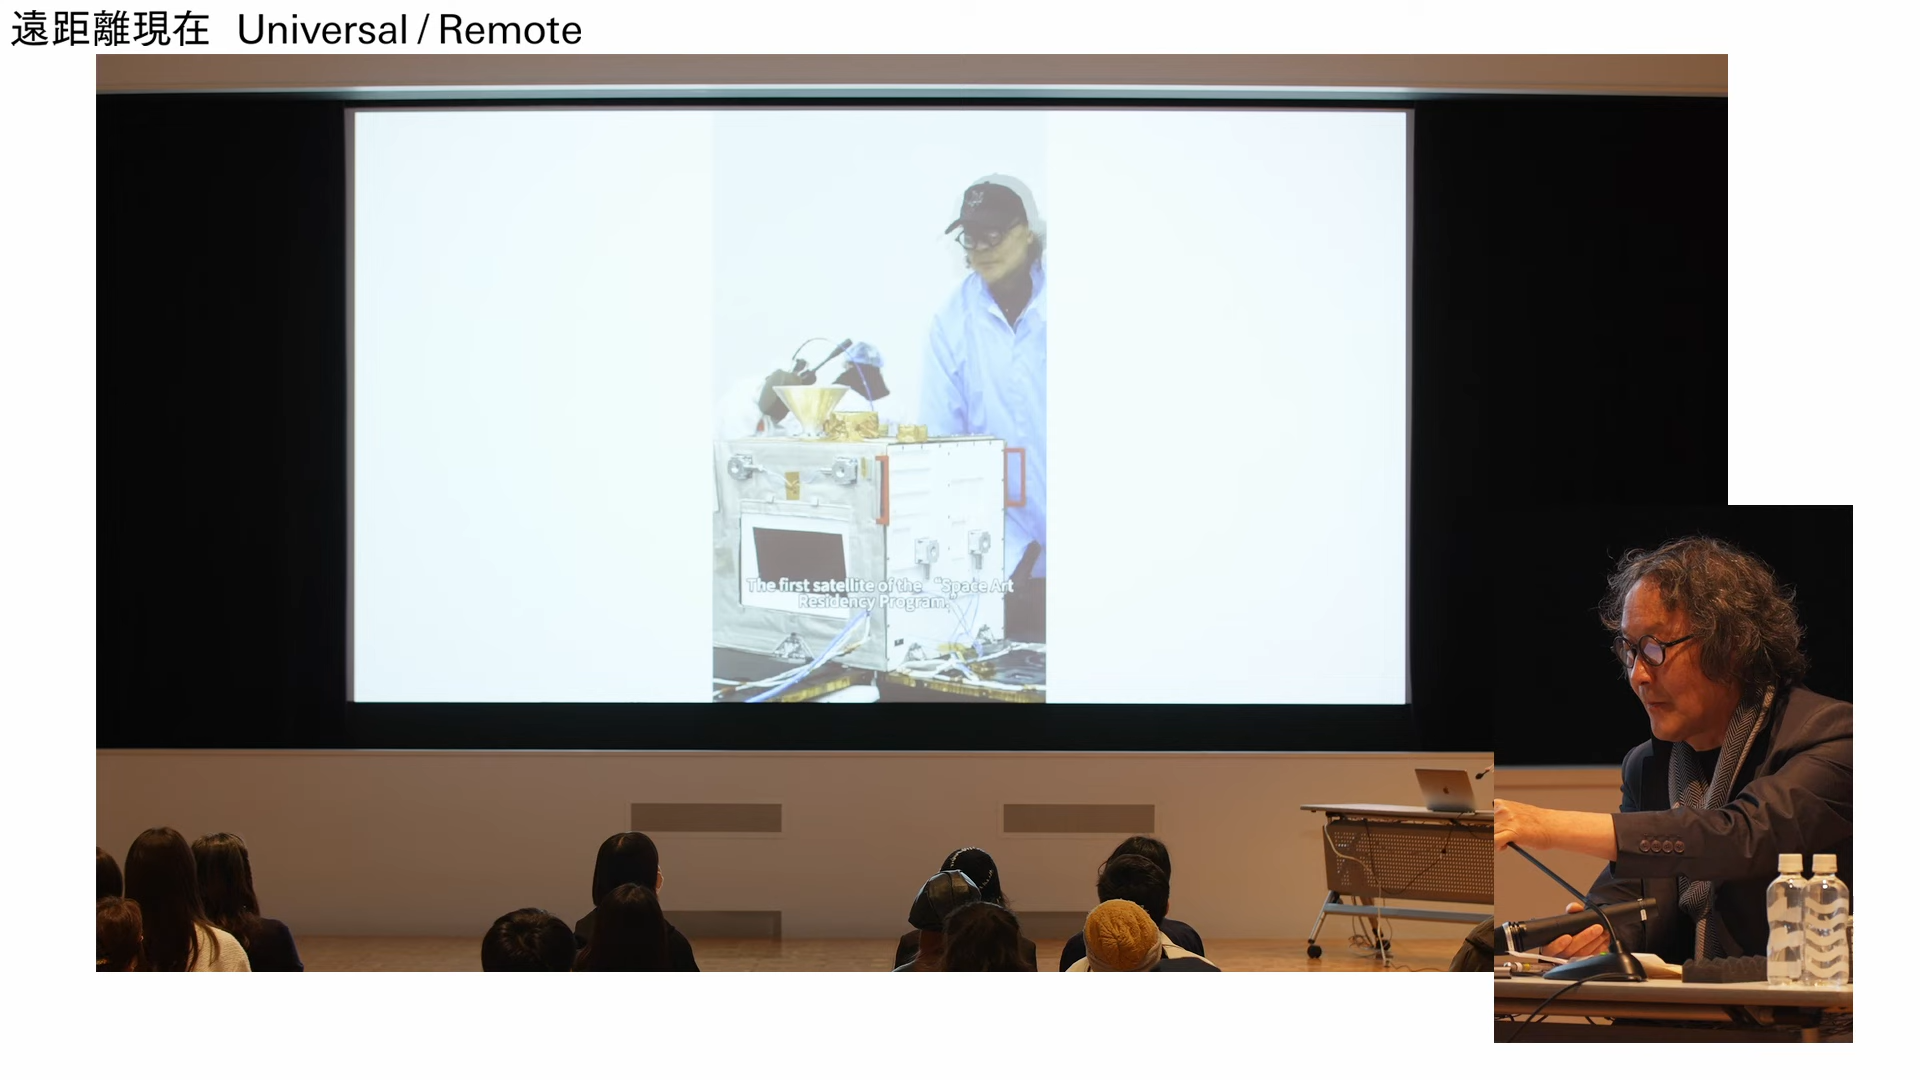 遠距離現在 Universal / Remote
The first satellite of the "Space Art
Residency Program,